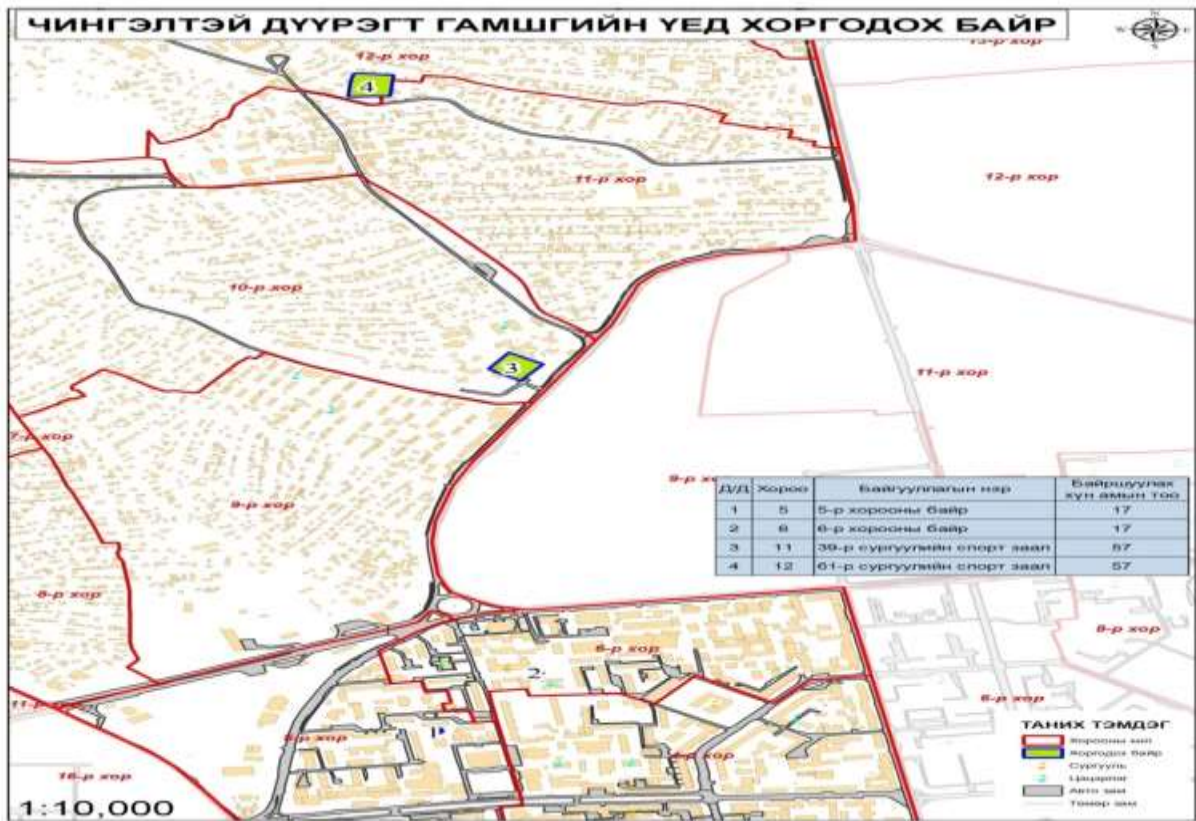 ЧИНГЭЛТЭЙ ДҮҮРЭГТ ГАМШГИЙН ҮЕД ХОРГОДОХ БАЙР
12-р хор
4
11-р хор
12-р хор
10-р хор
3
11-р хор
7-р хор
9-р хор
Д/Д Хороо Байгууллагын нэр Байршуулах хүн амын тоо
1 5 5-р хорооны байр 17
2 6 6-р хорооны байр 17
3 11 39-р сургуулийн спорт заал 57
4 12 61-р сургуулийн спорт заал 57
8-р хор
8-р хор
6-р хор
2
6-р хор
11-р
16-р хор
ТАНИХ ТЭМДЭГ
Хорооны хил
Хоргодох байр
Сургууль
Цэцэрлэг
Авто зам
Төмөр зам
1:10,000